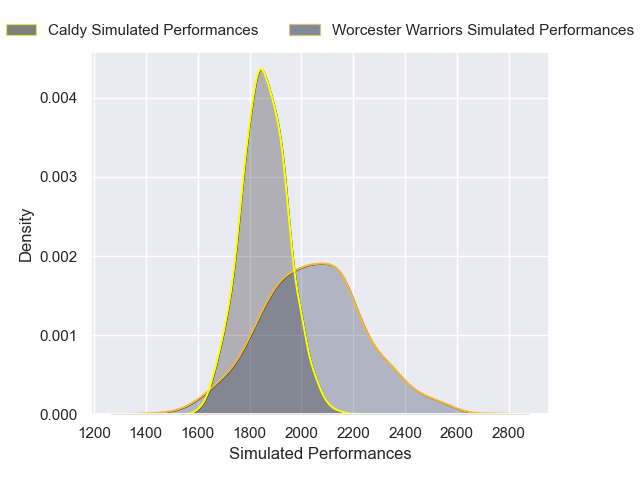 Caldy Simulated Performances Worcester Warriors Simulated Performances
0.004
0.003
0.002
0.001
0.000
Density
1200 1400 1600 1800 2000 2200 2400 2600 2800
Simulated Performances